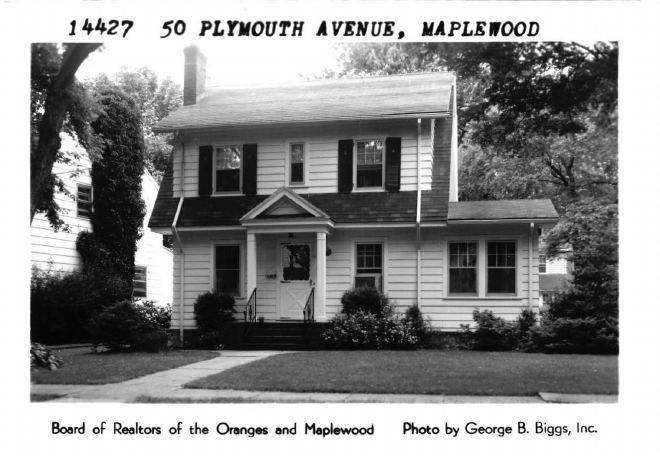 14427 50 PLYMOUTH AVENUE, MAPLEWOOD
Board of Realtors of the Oranges and Maplewood Photo by George B. Biggs, Inc.